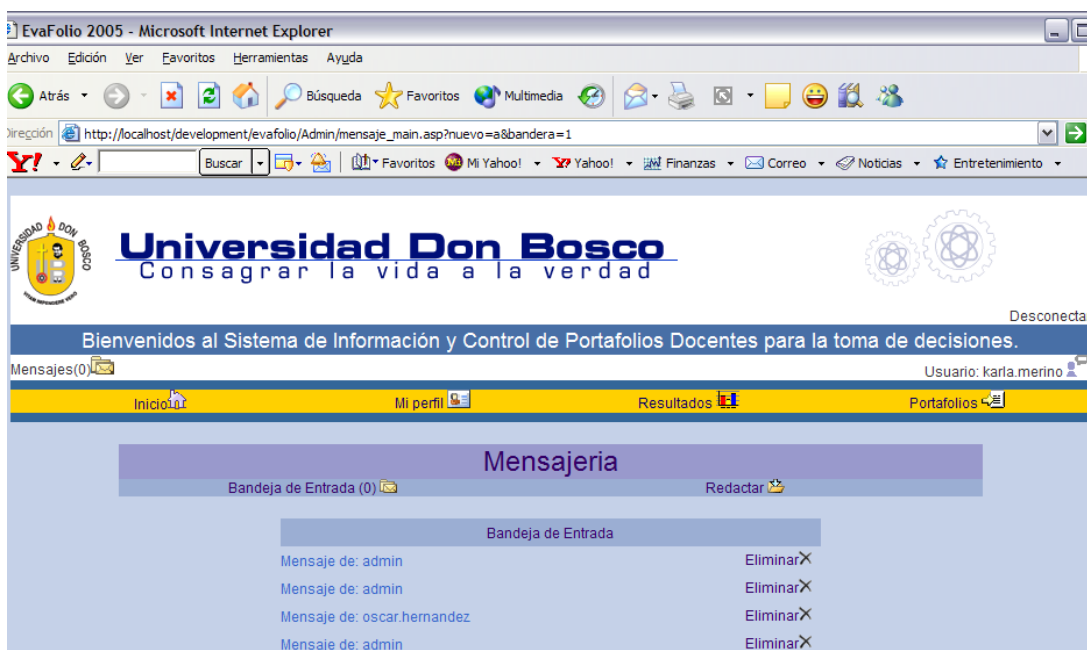 EvaFolio 2005 - Microsoft Internet Explorer
Archivo Edición Ver Favoritos Herramientas Ayuda
Atrás Búsqueda Favoritos Multimedia
Dirección http://localhost/development/evafolio/Admin/mensaje_main.asp?nuevo=a&bandera=1
Y! Buscar Favoritos Mi Yahoo! Yahoo! Finanzas Correo Noticias Entretenimiento
UNIVERSIDAD DON BOSCO
Universidad Don Bosco
Consagrar la vida a la verdad
Desconecta
Bienvenidos al Sistema de Información y Control de Portafolios Docentes para la toma de decisiones.
Mensajes(0) Usuario: karla.merino
Inicio Mi perfil Resultados Portafolios
Mensajeria
Bandeja de Entrada (0) Redactar
Bandeja de Entrada
Mensaje de: admin Eliminar
Mensaje de: admin Eliminar
Mensaje de: oscar.hernandez Eliminar
Mensaje de: admin Eliminar